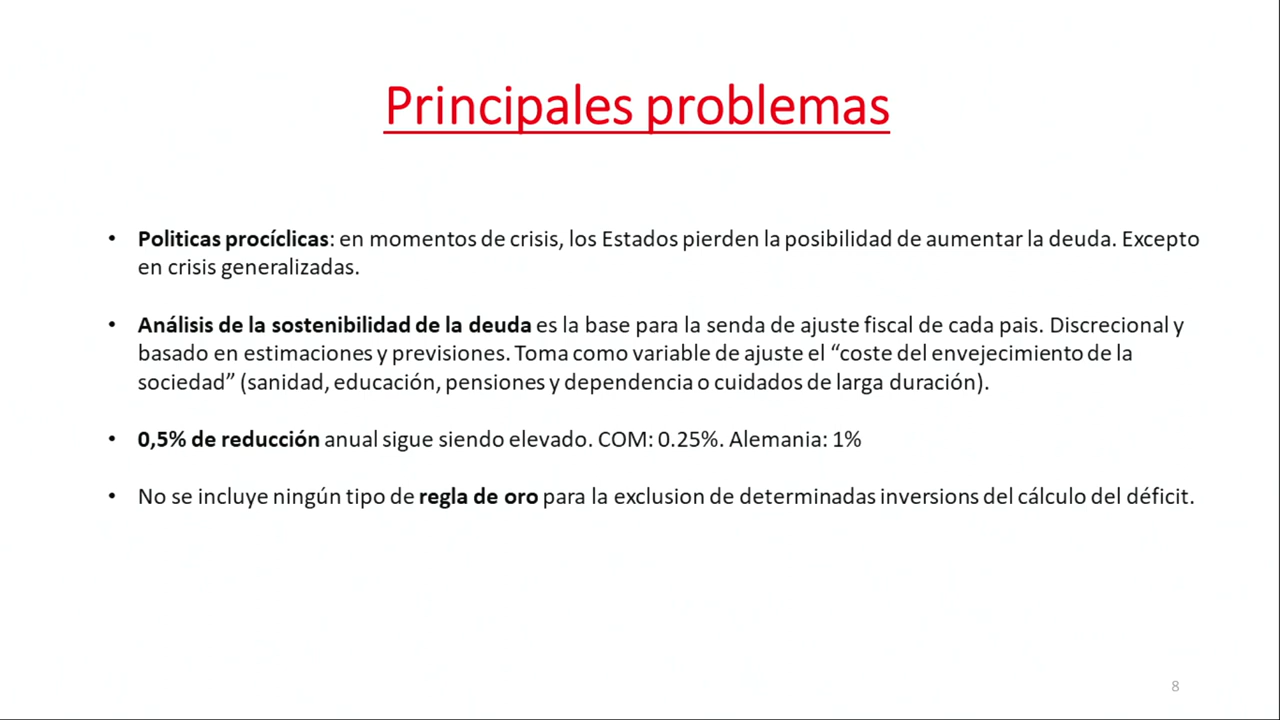 Principales problemas
• Politicas procíclicas: en momentos de crisis, los Estados pierden la posibilidad de aumentar la deuda. Excepto
en crisis generalizadas.
• Análisis de la sostenibilidad de la deuda es la base para la senda de ajuste fiscal de cada pais. Discrecional y
basado en estimaciones y previsiones. Toma como variable de ajuste el “coste del envejecimiento de la
sociedad” (sanidad, educación, pensiones y dependencia o cuidados de larga duración).
• 0,5% de reducción anual sigue siendo elevado. COM: 0.25%. Alemania: 1%
• No se incluye ningún tipo de regla de oro para la exclusion de determinadas inversions del cálculo del déficit.
8